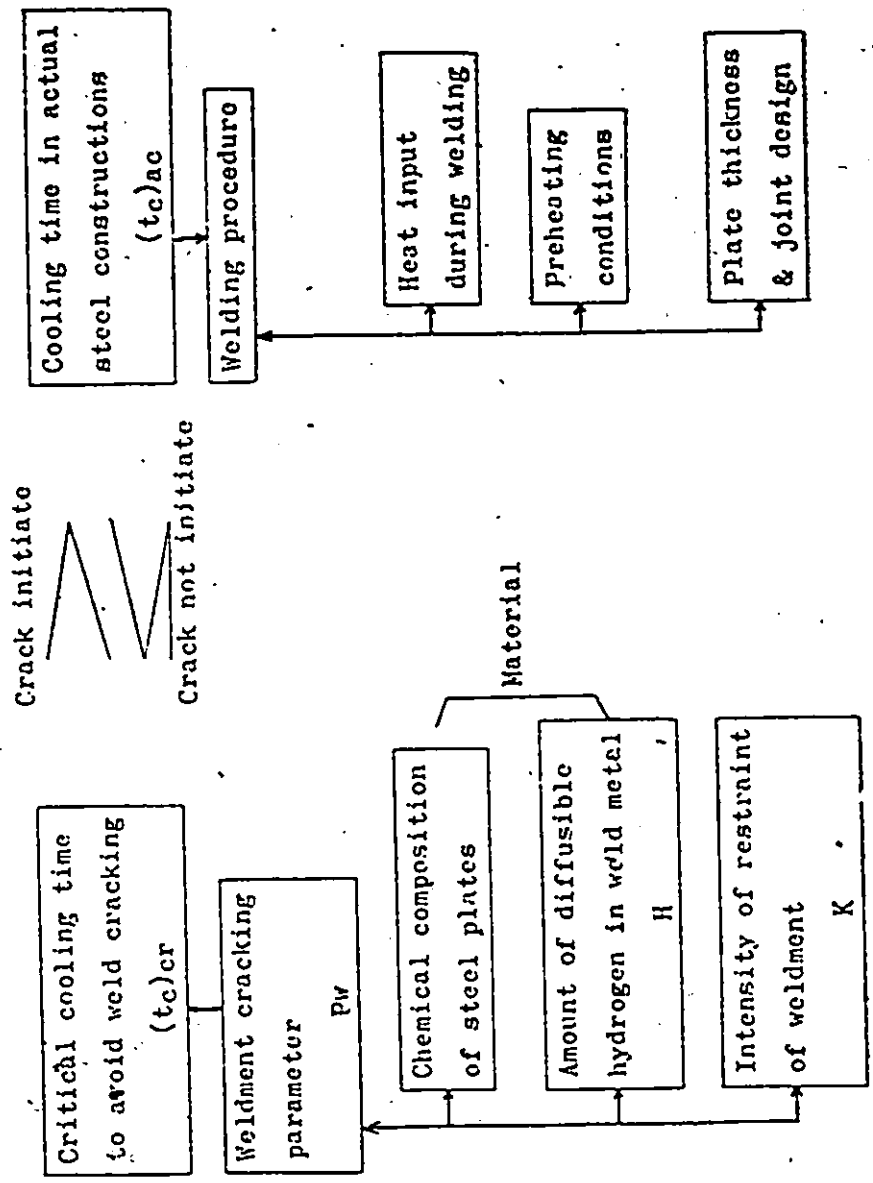 Critical cooling time
to avoid weld cracking
(tc)cr
Weldment cracking
parameter
Pw
Chemical composition
of steel plates
Amount of diffusible
hydrogen in weld metal
H
Intensity of restraint
of weldment
K
Material
Crack initiate
Crack not initiate
Cooling time in actual
steel constructions
(tc)ac
Welding procedure
Heat input
during welding
Preheating
conditions
Plate thickness
& joint design